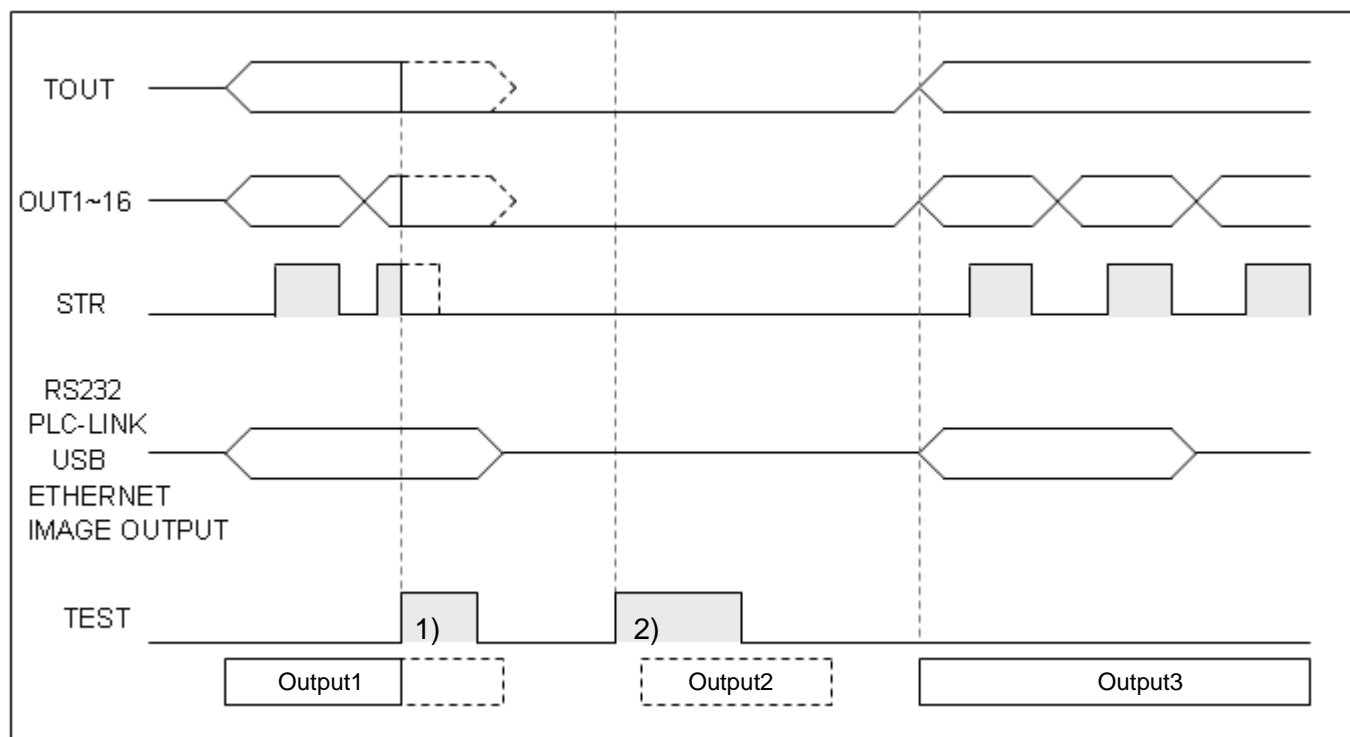 TOUT
OUT1~16
STR
RS232
PLC-LINK
USB
ETHERNET
IMAGE OUTPUT
TEST
1)
2)
Output1
Output2
Output3